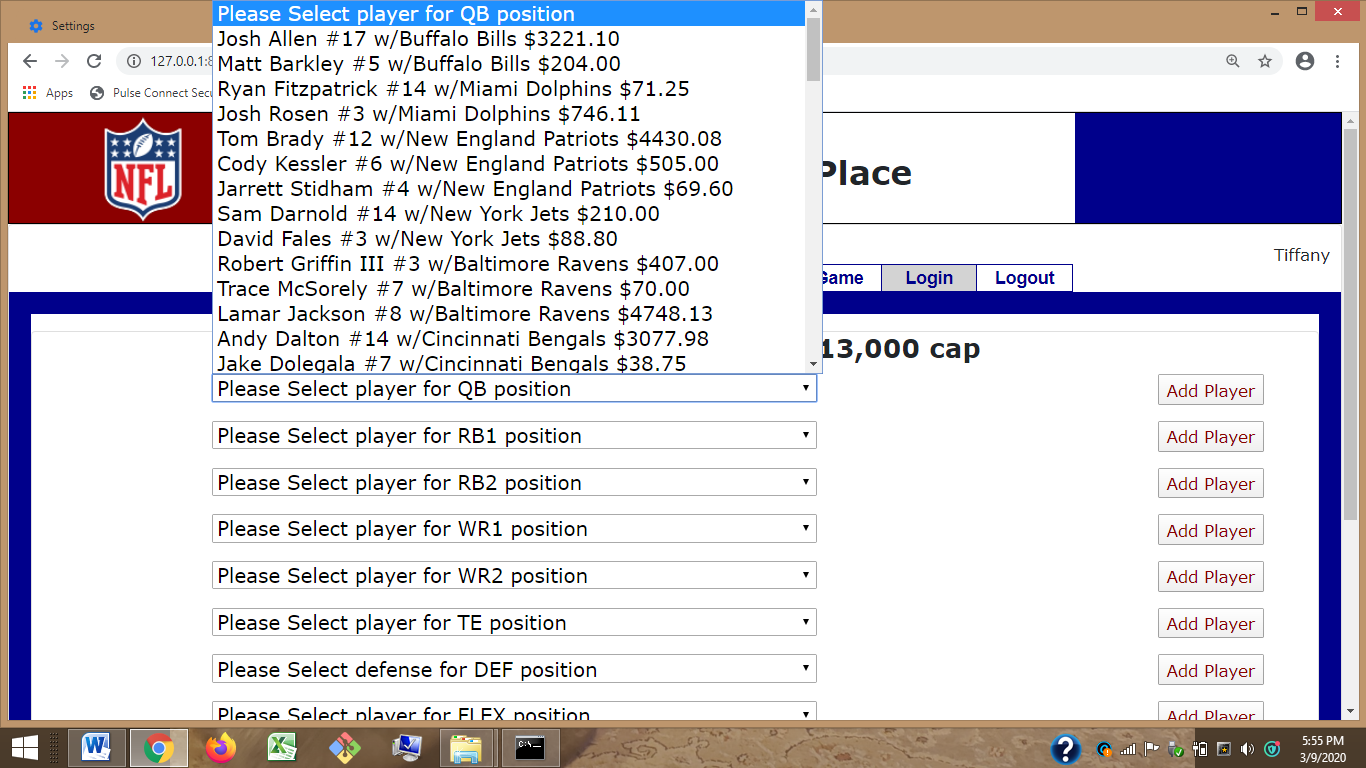 Please Select player for QB position
Settings
Josh Allen #17 w/Buffalo Bills $3221.10
127.0.0.1:
Matt Barkley #5 w/Buffalo Bills $204.00
Apps
Pulse Connect Sec
Ryan Fitzpatrick #14 w/Miami Dolphins $71.25
Josh Rosen #3 w/Miami Dolphins $746.11
Tom Brady #12 w/New England Patriots $4430.08
Cody Kessler #6 w/New England Patriots $505.00
Jarrett Stidham #4 w/New England Patriots $69.60
Sam Darnold #14 w/New York Jets $210.00
David Fales #3 w/New York Jets $88.80
Robert Griffin III #3 w/Baltimore Ravens $407.00
Trace McSorely #7 w/Baltimore Ravens $70.00
Lamar Jackson #8 w/Baltimore Ravens $4748.13
Andy Dalton #14 w/Cincinnati Bengals $3077.98
Jake Dolegala #7 w/Cincinnati Bengals $38.75
NFL
Place
Tiffany
Game
Login
Logout
13,000 cap
Please Select player for QB position
Add Player
Please Select player for RB1 position
Add Player
Please Select player for RB2 position
Add Player
Please Select player for WR1 position
Add Player
Please Select player for WR2 position
Add Player
Please Select player for TE position
Add Player
Please Select defense for DEF position
Add Player
Please Select player for FLEX position
Add Player
5:55 PM
3/9/2020